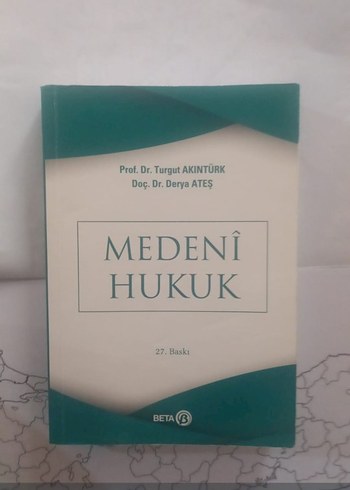 Prof. Dr. Turgut AKINTÜRK
Doç. Dr. Derya ATEŞ
MEDENÎ
HUKUK
27. Baskı
BETA